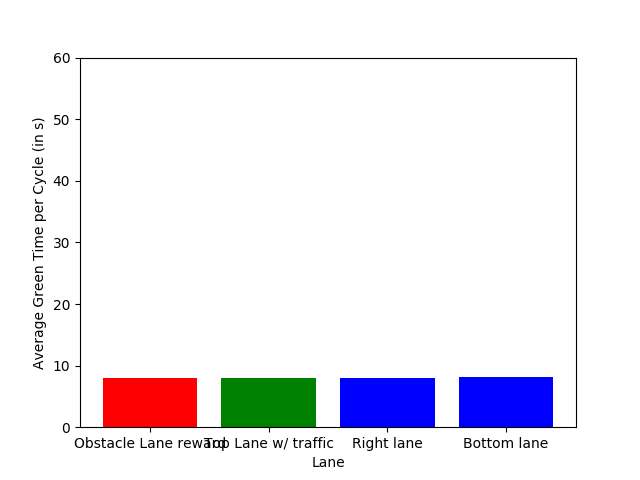 60
50
40
30
20
10
0
Average Green Time per Cycle (in s)
Obstacle Lane reward Top Lane w/ traffic Right lane Bottom lane
Lane